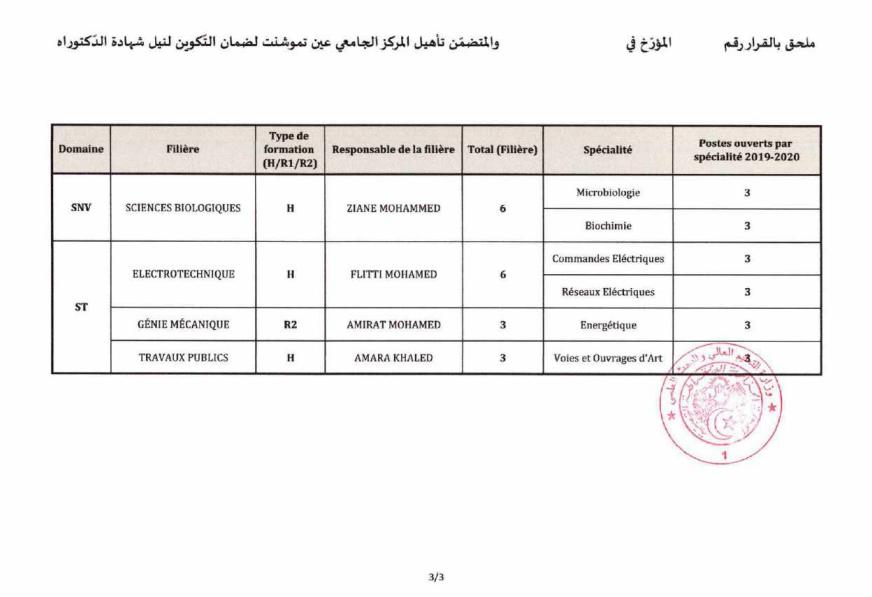 ملحق بالقرار رقم المؤرّخ في والمتضمّن تأهيل المركز الجامعي عين تموشنت لضمان التّكوين لنيل شهادة الدّكتوراه
Domaine Filière Type de formation (H/R1/R2) Responsable de la filière Total (Filière) Spécialité Postes ouverts par spécialité 2019-2020
SNV SCIENCES BIOLOGIQUES H ZIANE MOHAMMED 6 Microbiologie 3
Biochimie 3
ST ELECTROTECHNIQUE H FLITTI MOHAMED 6 Commandes Eléctriques 3
Réseaux Eléctriques 3
GÉNIE MÉCANIQUE R2 AMIRAT MOHAMED 3 Energétique 3
TRAVAUX PUBLICS H AMARA KHALED 3 Voies et Ouvrages d'Art 3
وزارة التعليم العالي
1
3/3